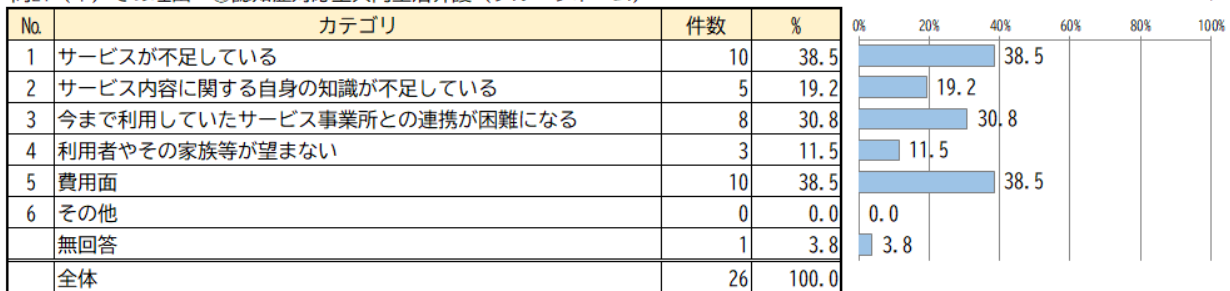 No. カテゴリ 件数 % 0% 20% 40% 60% 80% 100%
1 サービスが不足している 10 38.5 38.5
2 サービス内容に関する自身の知識が不足している 5 19.2 19.2
3 今まで利用していたサービス事業所との連携が困難になる 8 30.8 30.8
4 利用者やその家族等が望まない 3 11.5 11.5
5 費用面 10 38.5 38.5
6 その他 0 0.0 0.0
無回答 1 3.8 3.8
全体 26 100.0